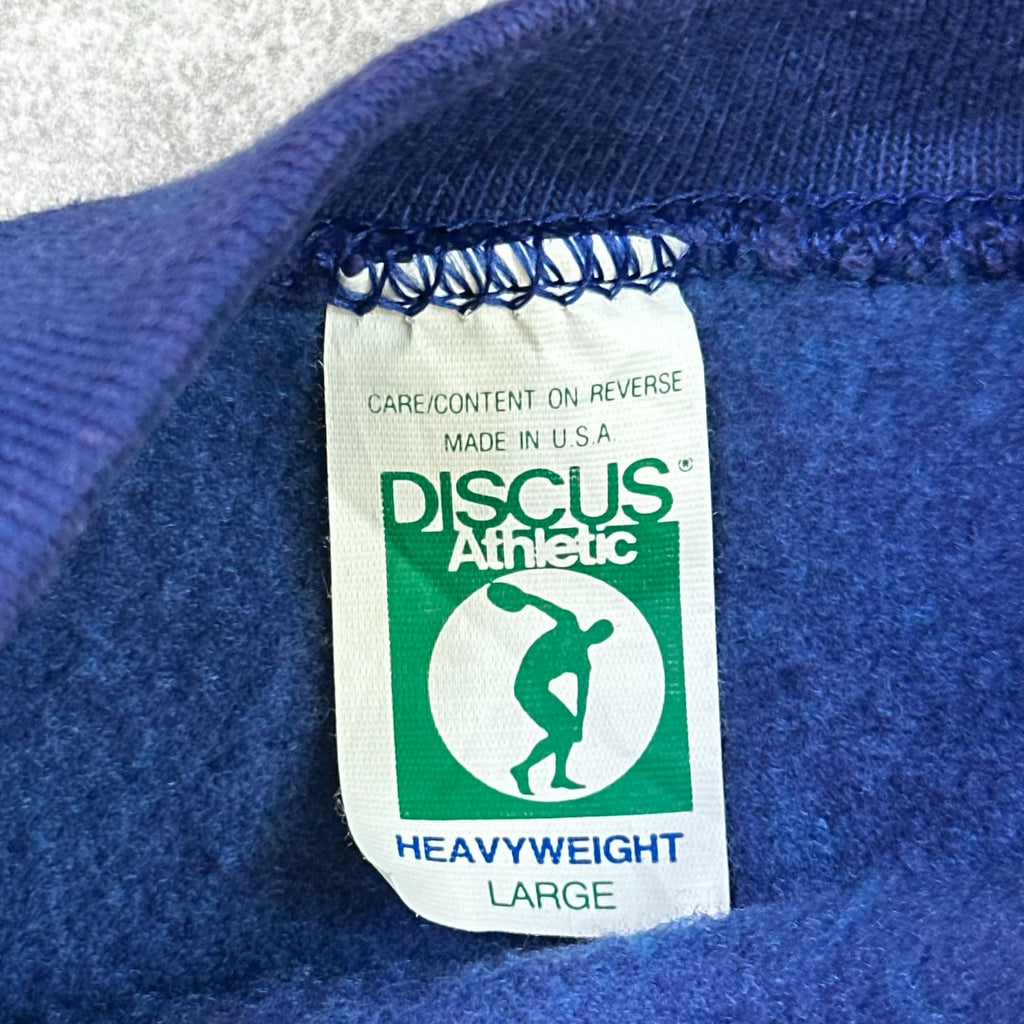 CARE/CONTENT ON REVERSE
MADE IN U.S.A.
DISCUS®
Athletic
HEAVYWEIGHT
LARGE